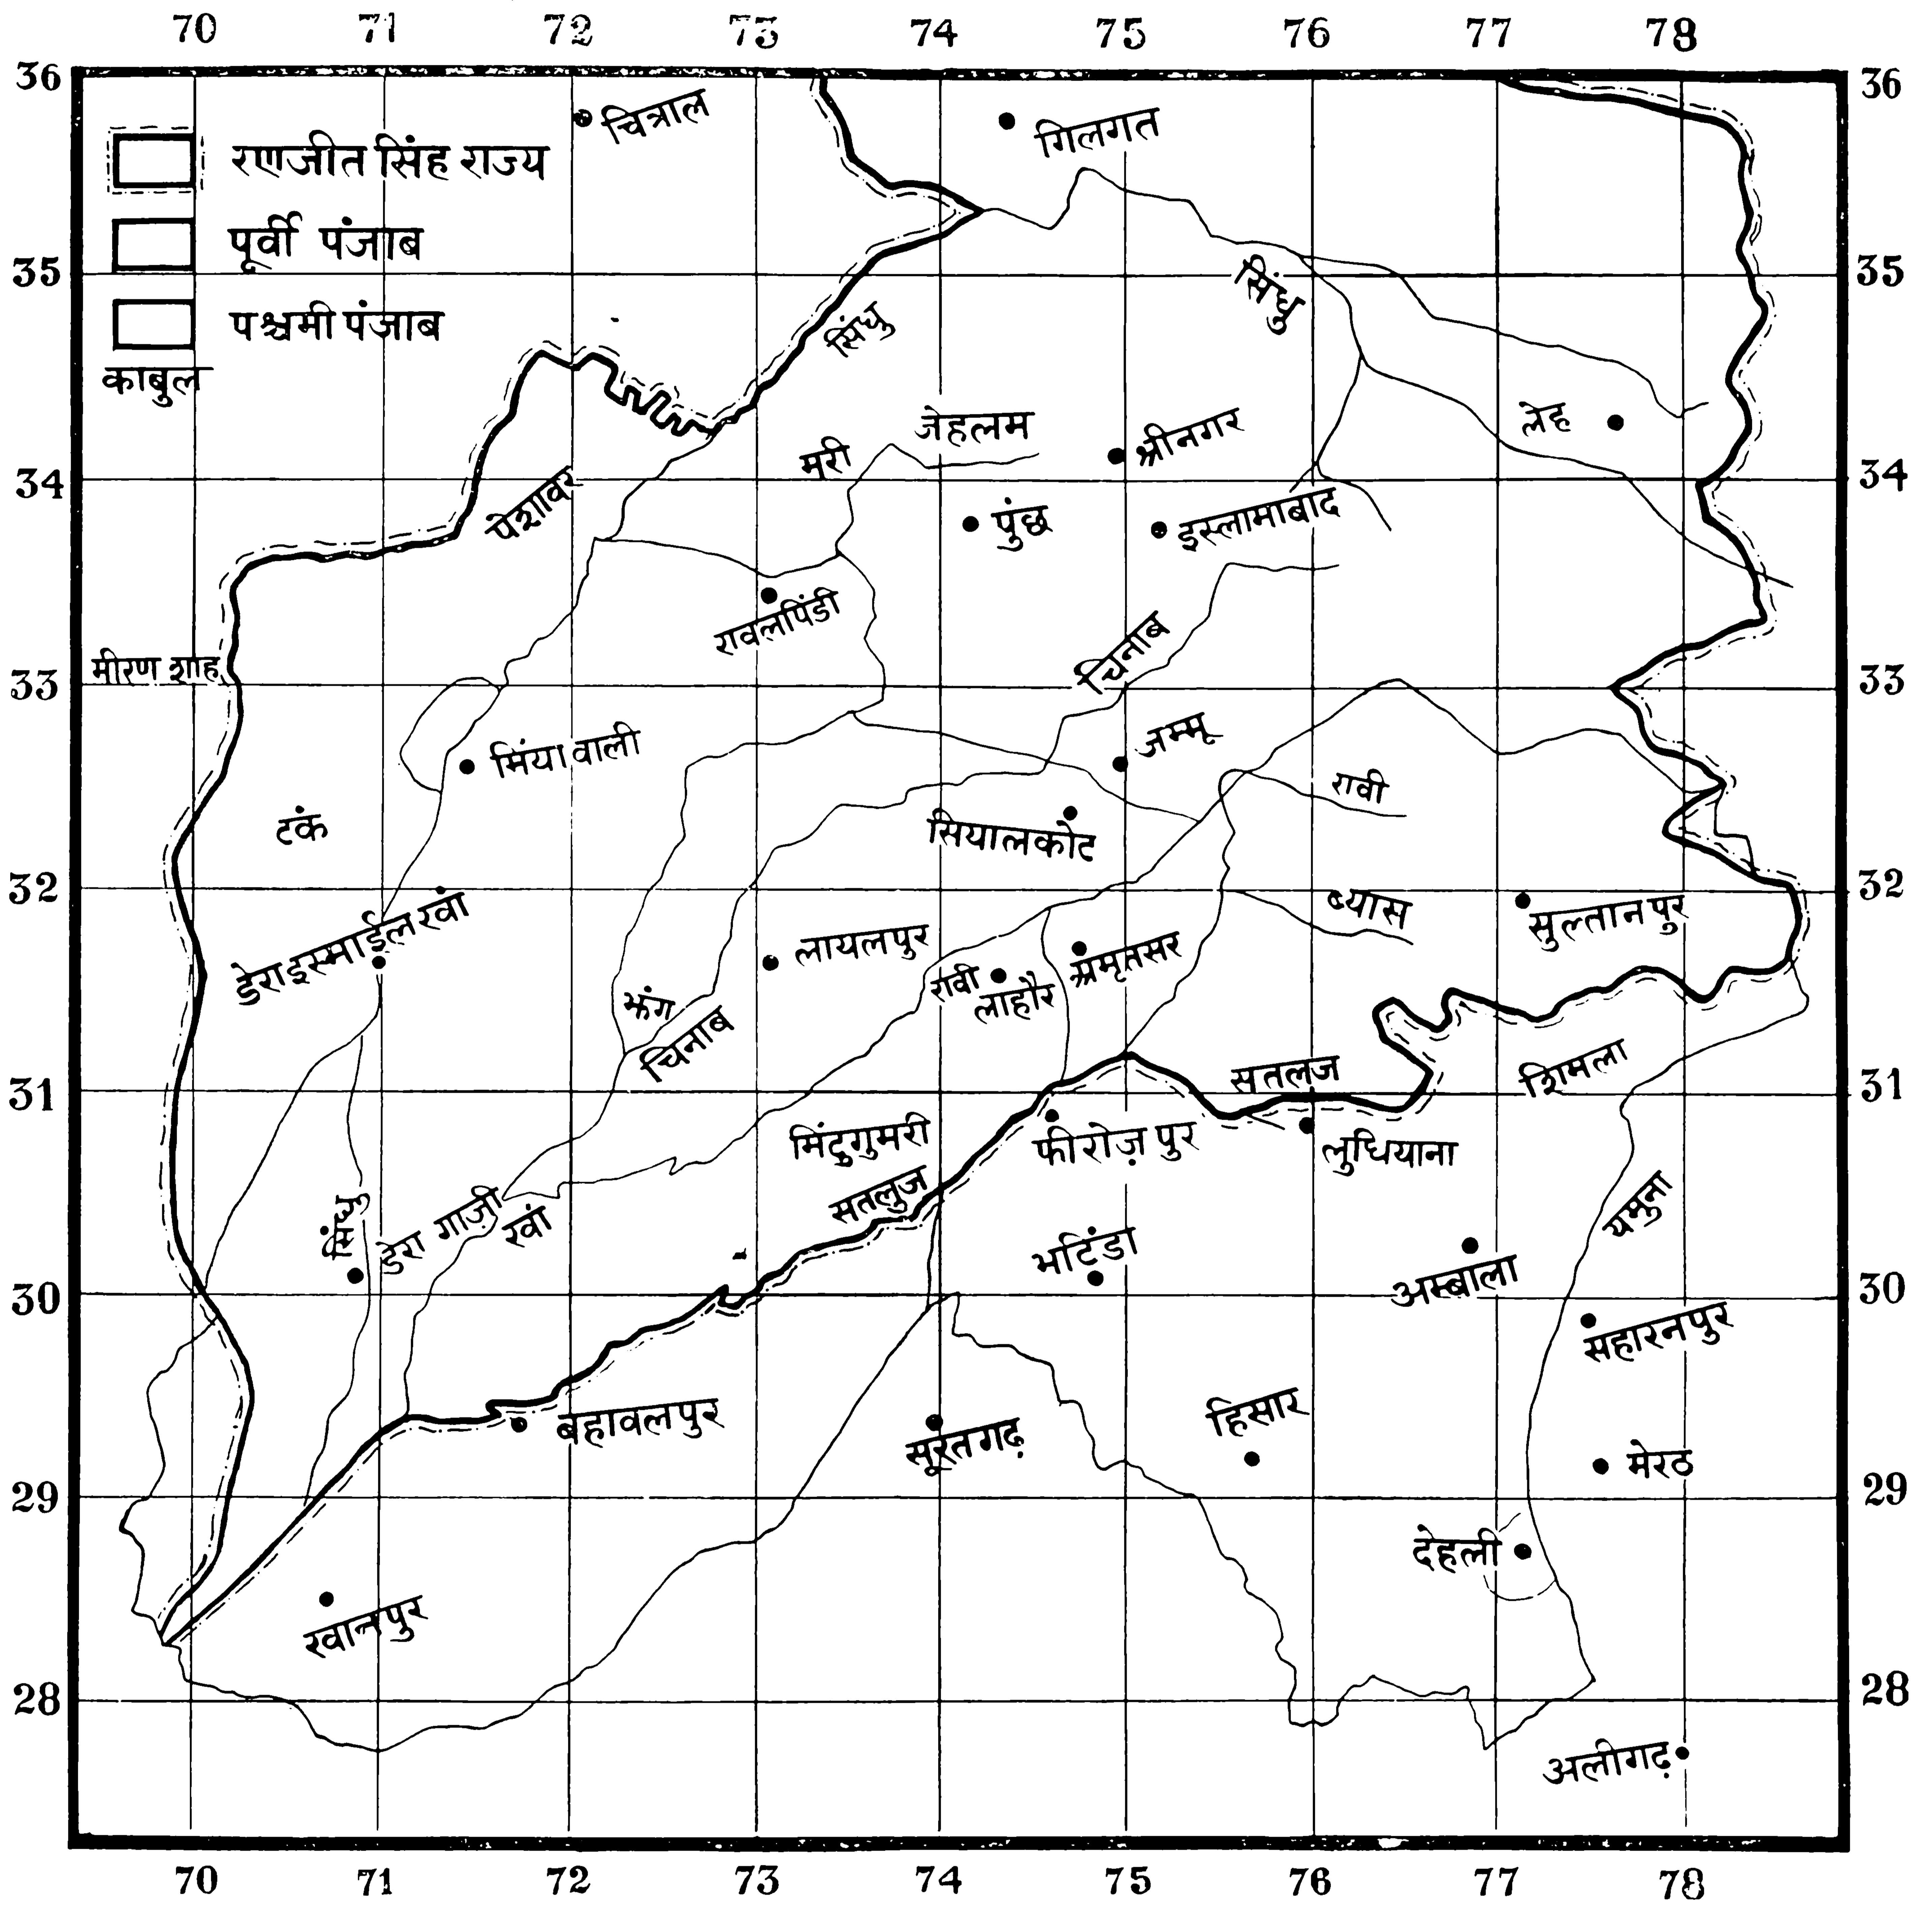 70 71 72 73 74 75 76 77 78
36 36
चित्राल
गिलगत
रणजीत सिंह राज्य
पूर्वी पंजाब
35 35
सिंधु
पश्चमी पंजाब
सिंधु
काबुल
जेहलम
श्रीनगर
लेह
मरी
34 34
पेशावर
पुंछ
इस्लामाबाद
रावलपिंडी
चिनाब
मीरण शाह
33 33
मिंयावाली
जम्मू
रावी
टंक
सियालकोट
32 32
डेराइस्माईलखां
ब्यास
सुल्तानपुर
लायलपुर
रावी
लाहौर
अंमृतसर
झंग
चिनाब
सतलुज
शिमला
31 31
मिंटुगुमरी
फीरोज़पुर
लुधियाना
सतलुज
यमुना
डेरा गाजी
खां
भटिंडा
अम्बाला
30 30
सहारनपुर
बहावलपुर
सूरतगढ़
हिसार
मेरठ
29 29
देहली
खानपुर
28 28
अलीगढ़
70 71 72 73 74 75 76 77 78